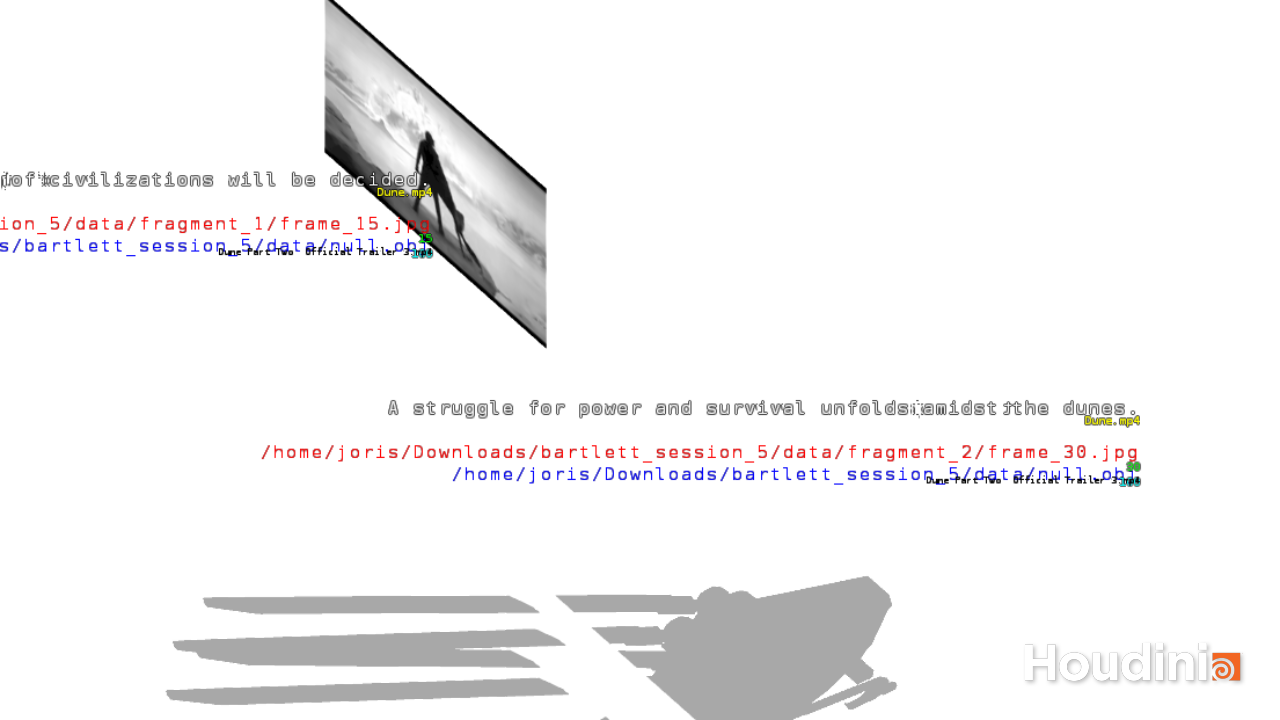 civilizations will be decided.
Dune.mp4
ion_5/data/fragment_1/frame_15.jpg
15
s/bartlett_session_5/data/null.obj
Dune Part Two Official Trailer 3.mp4
A struggle for power and survival unfolds amidst the dunes.
Dune.mp4
/home/joris/Downloads/bartlett_session_5/data/fragment_2/frame_30.jpg
30
/home/joris/Downloads/bartlett_session_5/data/null.obj
Dune Part Two Official Trailer 3.mp4
Houdini